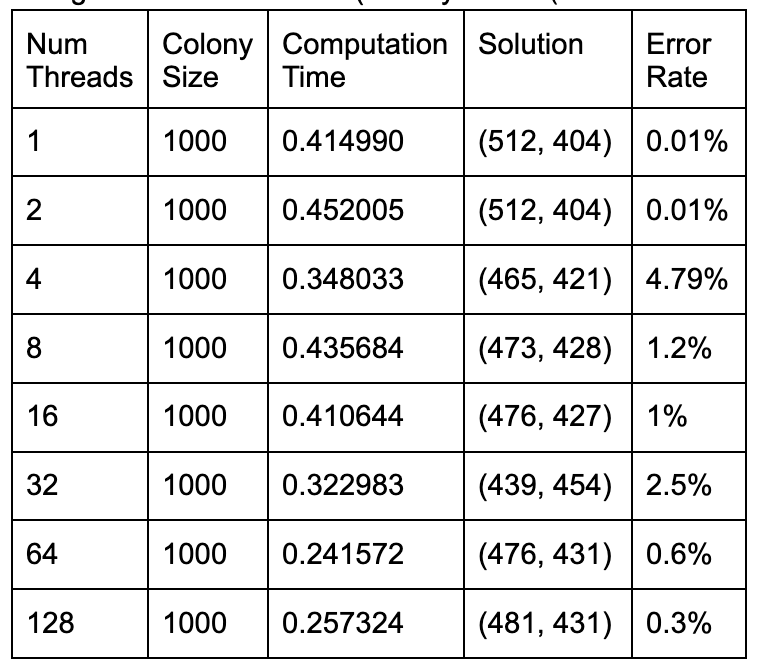 Num Threads | Colony Size | Computation Time | Solution | Error Rate
1 | 1000 | 0.414990 | (512, 404) | 0.01%
2 | 1000 | 0.452005 | (512, 404) | 0.01%
4 | 1000 | 0.348033 | (465, 421) | 4.79%
8 | 1000 | 0.435684 | (473, 428) | 1.2%
16 | 1000 | 0.410644 | (476, 427) | 1%
32 | 1000 | 0.322983 | (439, 454) | 2.5%
64 | 1000 | 0.241572 | (476, 431) | 0.6%
128 | 1000 | 0.257324 | (481, 431) | 0.3%